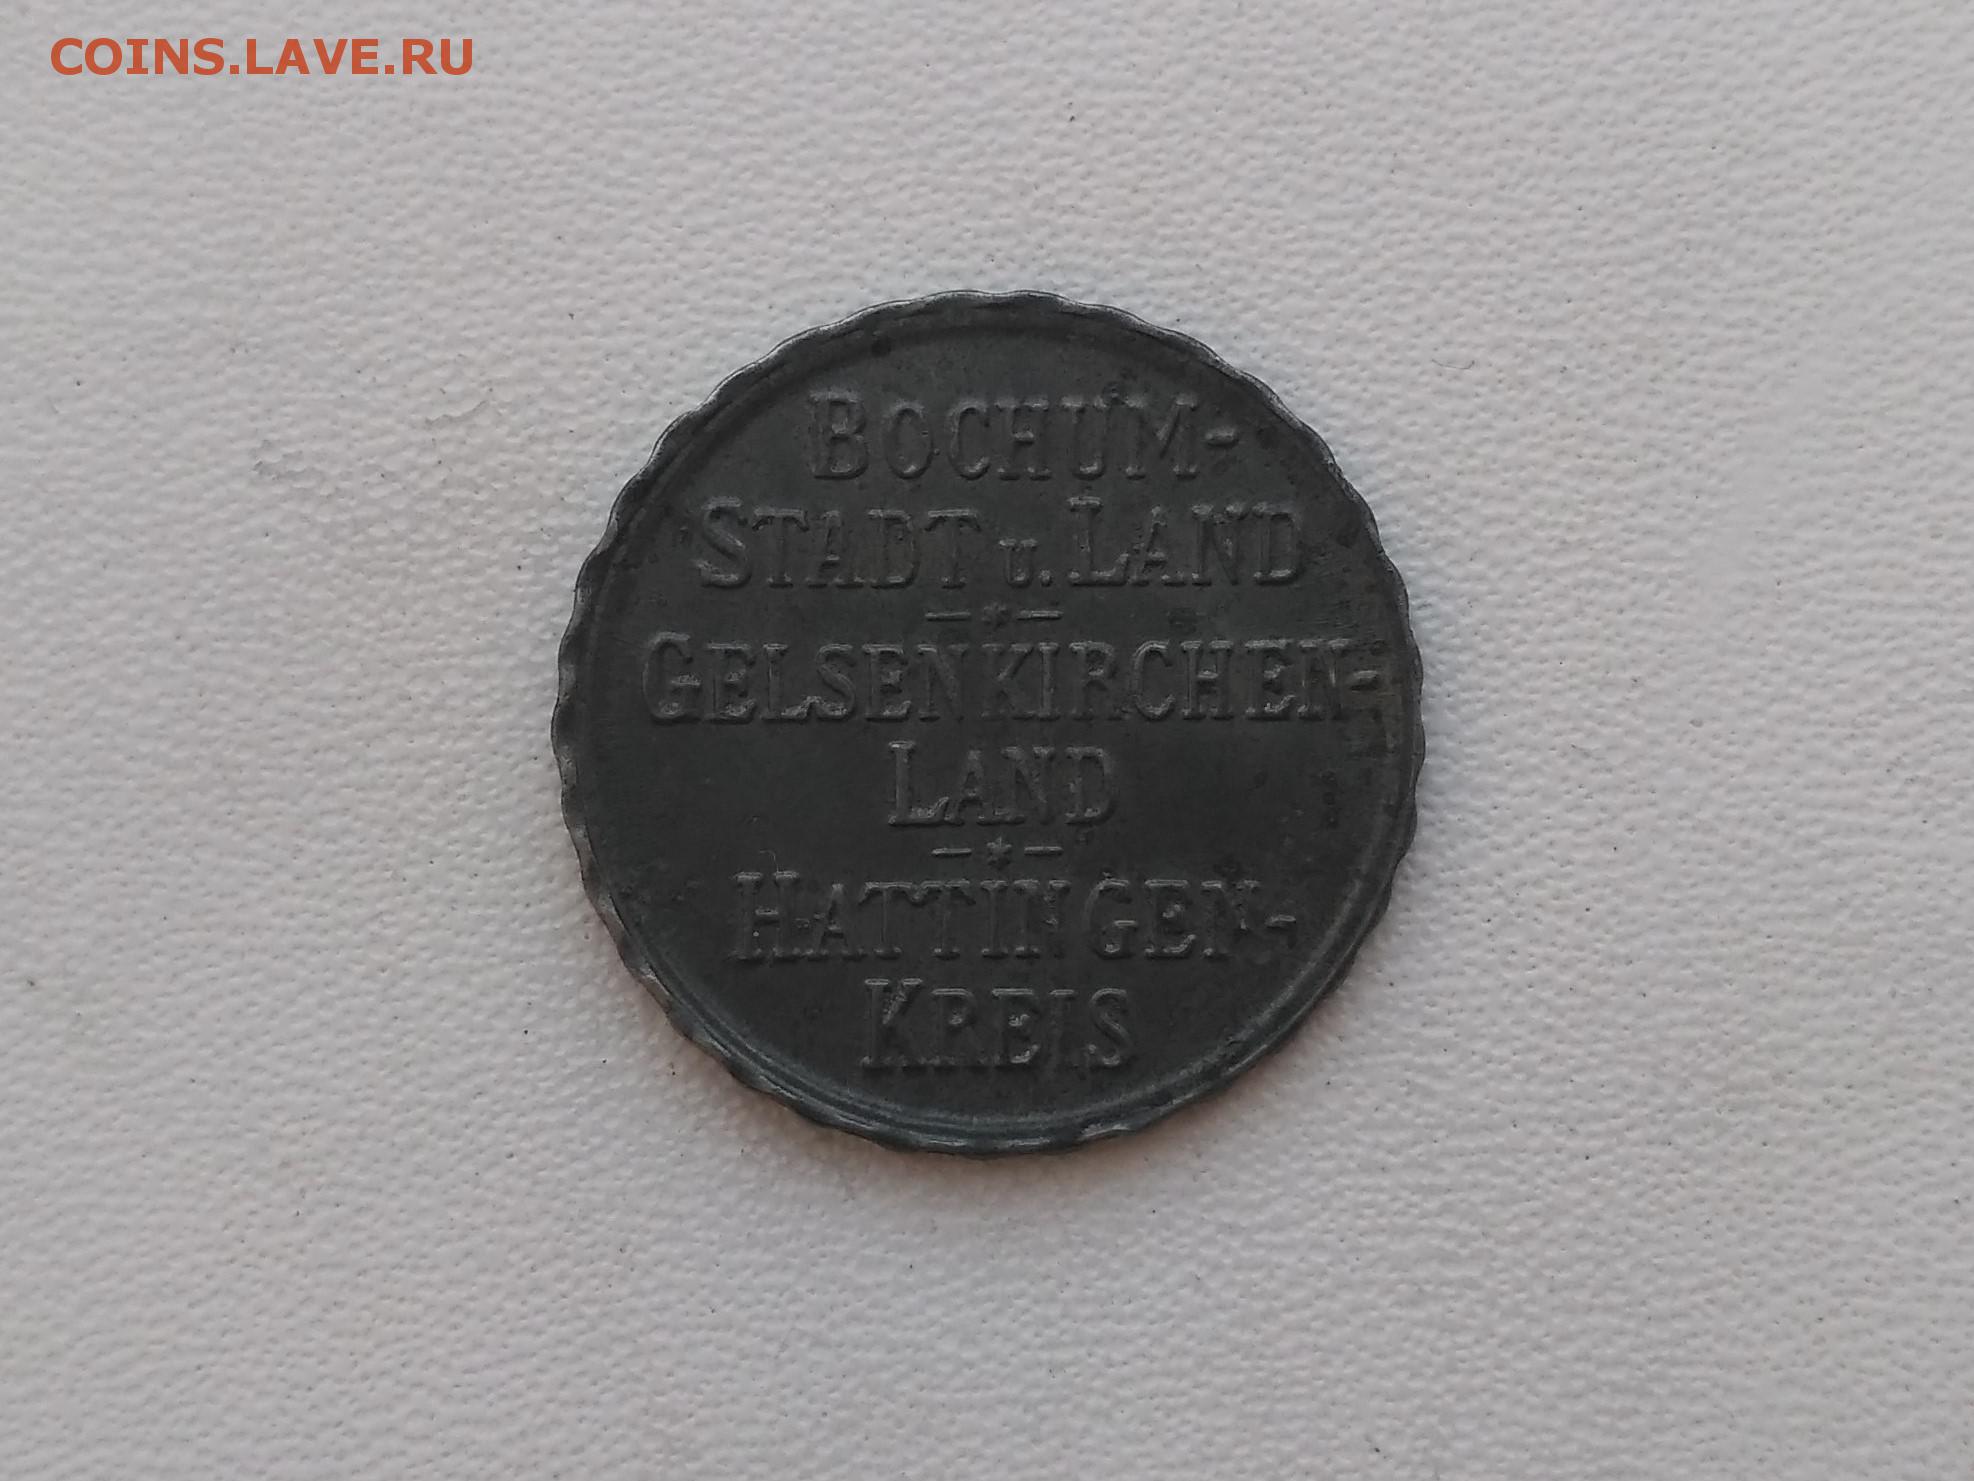 COINS.LAVE.RU
BOCHUM-
STADT U. LAND
-*-
GELSENKIRCHEN-
LAND
-*-
HATTINGEN-
KREIS